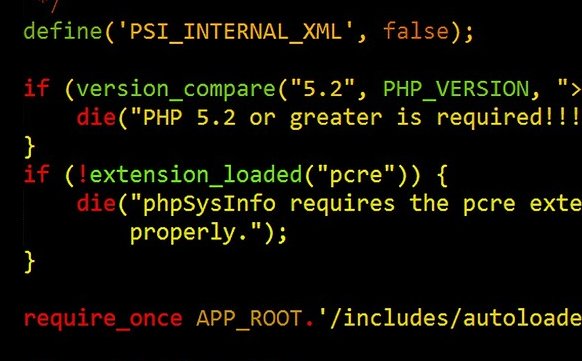 */
define('PSI_INTERNAL_XML', false);
if (version_compare("5.2", PHP_VERSION, ">
die("PHP 5.2 or greater is required!!!
}
if (!extension_loaded("pcre")) {
die("phpSysInfo requires the pcre exte
properly.");
}
require_once APP_ROOT.'/includes/autoloade